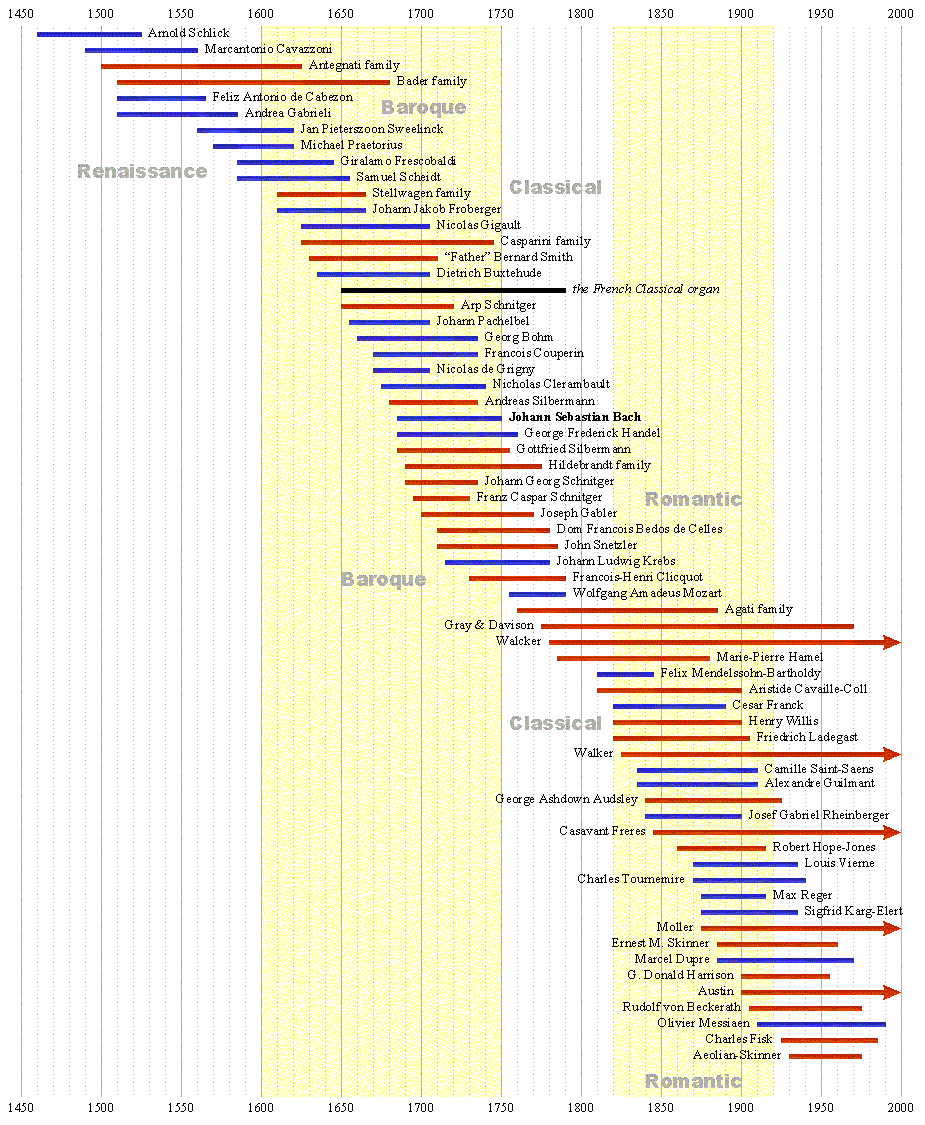 1450 1500 1550 1600 1650 1700 1750 1800 1850 1900 1950 2000
Arnold Schlick
Marcantonio Cavazzoni
Antegnati family
Bader family
Feliz Antonio de Cabezon
Baroque
Andrea Gabrieli
Jan Pieterszoon Sweelinck
Michael Praetorius
Giralamo Frescobaldi
Renaissance
Samuel Scheidt
Classical
Stellwagen family
Johann Jakob Froberger
Nicolas Gigault
Casparini family
“Father” Bernard Smith
Dietrich Buxtehude
the French Classical organ
Arp Schnitger
Johann Pachelbel
Georg Bohm
Francois Couperin
Nicolas de Grigny
Nicholas Clerambault
Andreas Silbermann
Johann Sebastian Bach
George Frederick Handel
Gottfried Silbermann
Hildebrandt family
Johann Georg Schnitger
Franz Caspar Schnitger
Romantic
Joseph Gabler
Dom Francois Bedos de Celles
John Snetzler
Johann Ludwig Krebs
Francois-Henri Clicquot
Baroque
Wolfgang Amadeus Mozart
Agati family
Gray & Davison
Walcker
Marie-Pierre Hamel
Felix Mendelssohn-Bartholdy
Aristide Cavaille-Coll
Cesar Franck
Henry Willis
Classical
Friedrich Ladegast
Walker
Camille Saint-Saens
Alexandre Guilmant
George Ashdown Audsley
Josef Gabriel Rheinberger
Casavant Freres
Robert Hope-Jones
Louis Vierne
Charles Tournemire
Max Reger
Sigfrid Karg-Elert
Moller
Ernest M. Skinner
Marcel Dupre
G. Donald Harrison
Austin
Rudolf von Beckerath
Olivier Messiaen
Charles Fisk
Aeolian-Skinner
Romantic
1450 1500 1550 1600 1650 1700 1750 1800 1850 1900 1950 2000